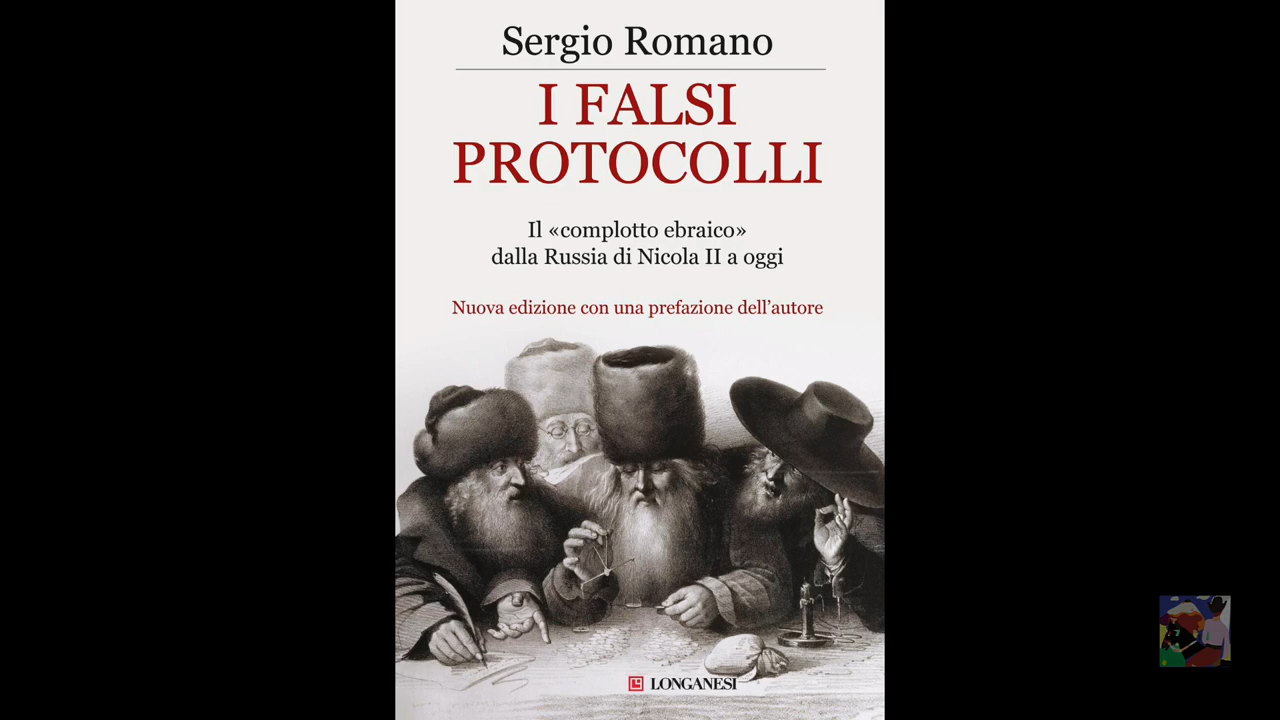 Sergio Romano
I FALSI
PROTOCOLLI
Il «complotto ebraico»
dalla Russia di Nicola II a oggi
Nuova edizione con una prefazione dell’autore
LONGANESI